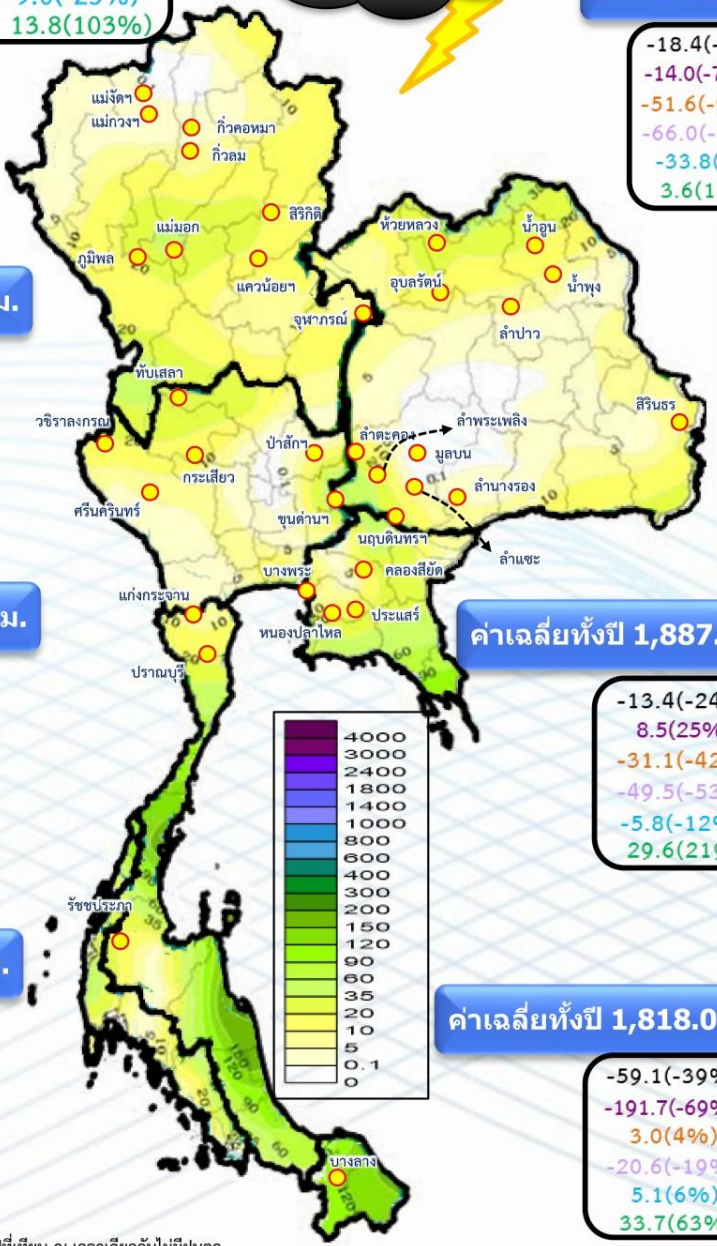 13.8(103%)
-14.0(-7
-51.6(-
-66.0(-
-33.8(
3.6(1
แม่งัดฯ
แม่กวงฯ
กิ่วคอหมา
กิ่วลม
10
สิริกิติ์
แม่มอก
ภูมิพล
20
แควน้อยฯ
ห้วยหลวง
น้ำอูน
น้ำพุง
อุบลรัตน์
ลำปาว
จุฬาภรณ์
ม.
ทับเสลา
สิรินธร
วชิราลงกรณ
ป่าสักฯ
ลำตะคอง
ลำพระเพลิง
มูลบน
กระเสียว
ศรีนครินทร์
ขุนด่านฯ
ลำนางรอง
นฤบดินทรฯ
ลำแซะ
บางพระ
คลองสียัด
แก่งกระจาน
ประแสร์
หนองปลาไหล
ม.
ปราณบุรี
ค่าเฉลี่ยทั้งปี 1,887.
-13.4(-24
8.5(25%
-31.1(-42
-49.5(-53
-5.8(-12%
29.6(219
4000
3000
2400
1800
1400
1000
800
600
400
300
200
150
120
90
60
35
20
10
5
0.1
0
รัชชประภา
ค่าเฉลี่ยทั้งปี 1,818.0
-59.1(-39%
-191.7(-69%
3.0(4%)
-20.6(-19%
5.1(6%)
33.7(63%
บางลาง
120